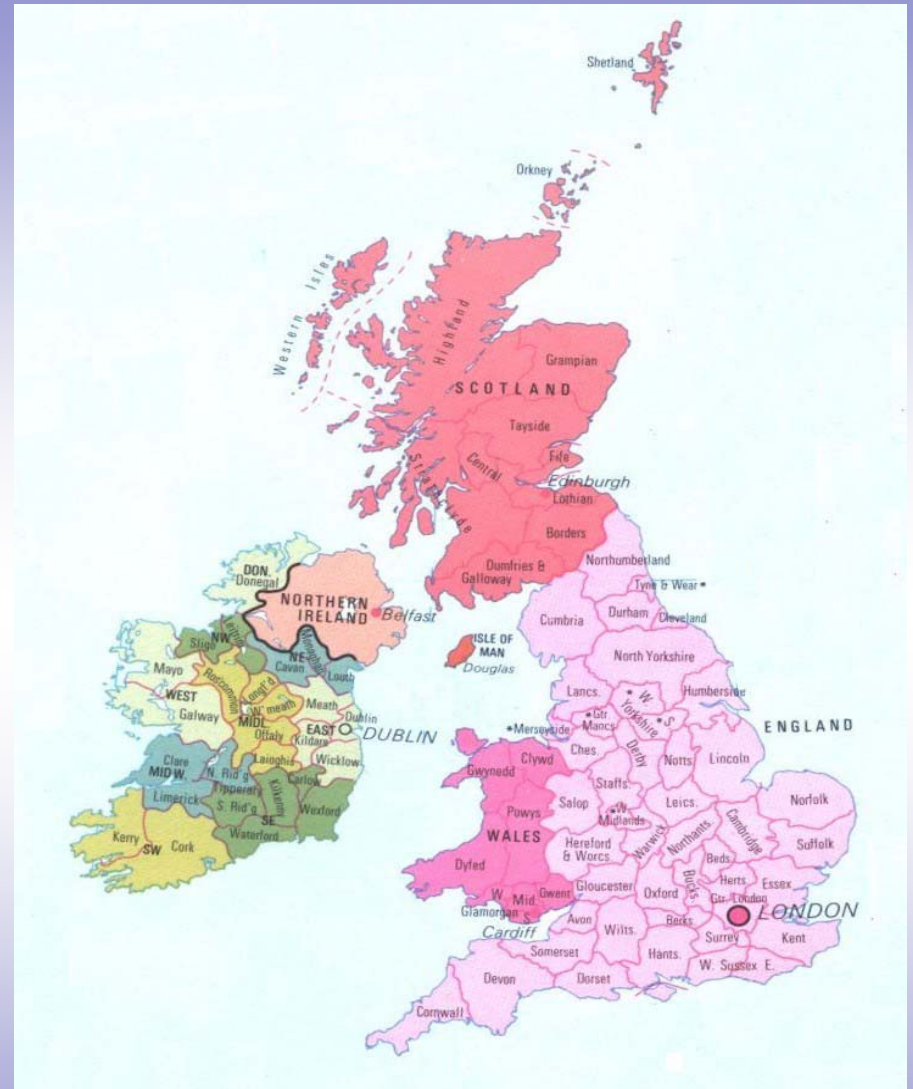 Shetland
Orkney
Western Isles
Highland
Grampian
SCOTLAND
Tayside
Fife
Central
Strathclyde
Edinburgh
Lothian
Borders
Dumfries &
Galloway
Northumberland
Tyne & Wear
Durham
Cleveland
Cumbria
DON.
Donegal
NORTHERN
IRELAND
Belfast
ISLE OF
MAN
Douglas
North Yorkshire
Lancs.
W.
Yorkshire
S.
Humberside
ENGLAND
NW
Leitrim
Sligo
Monaghan
NE
Cavan
Louth
Mayo
Roscommon
Longf'd
WEST
Galway
W'meath
Meath
MIDL
Offaly
EAST
Dublin
DUBLIN
Kildare
Laoighis
Wicklow
Clare
MID-W.
N. Rid'g
Tipperary
S. Rid'g
Limerick
Kilkenny
Carlow
Wexford
SE
Waterford
Kerry
SW
Cork
Merseyside
Gtr.
Mancs.
Ches.
Derby
Notts
Lincoln
Gwynedd
Clwyd
Staffs.
Salop
Powys
WALES
W.
Midlands
Leics.
Norfolk
Cambridge
Suffolk
Northants.
Warwick
Hereford
& Worcs.
Dyfed
Beds.
Bucks.
Herts
Essex
Gloucester
Oxford
Gtr. London
LONDON
W.
Mid.
Gwent
Glamorgan
S.
Cardiff
Avon
Wilts.
Berks
Surrey
Kent
Somerset
Hants.
W. Sussex E.
Devon
Dorset
Cornwall